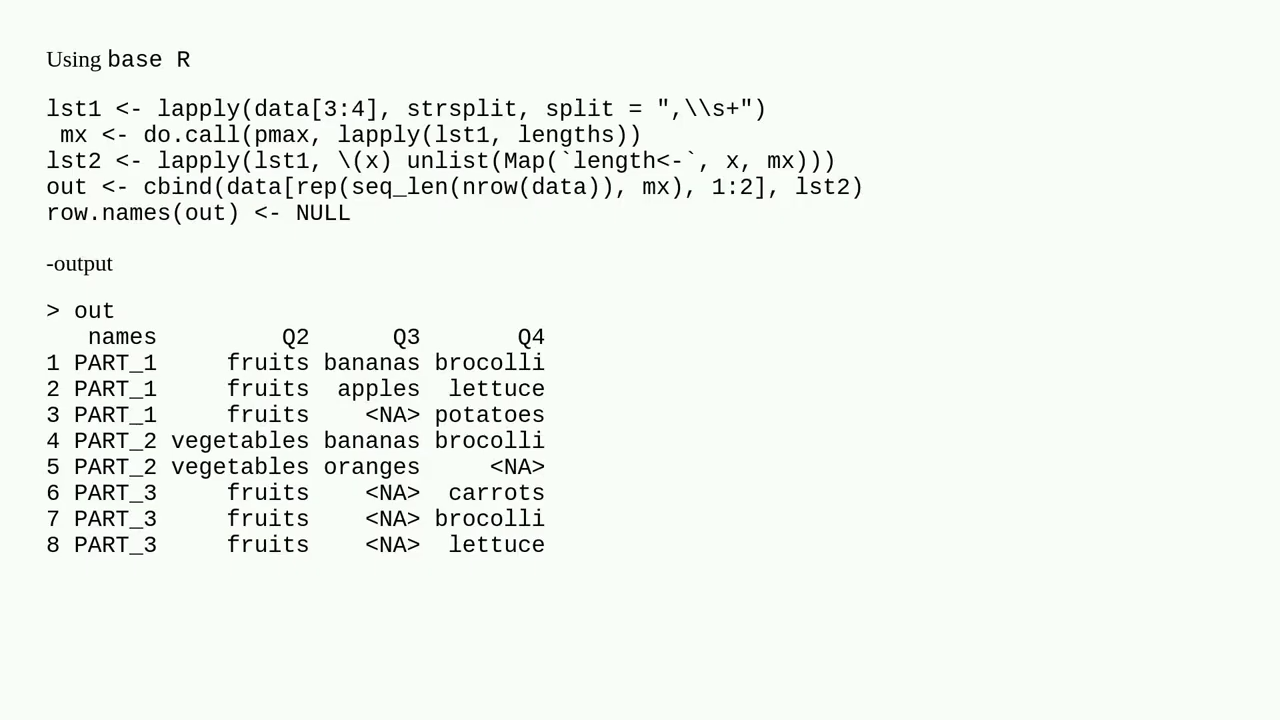 Using base R
lst1 <- lapply(data[3:4], strsplit, split = ",\\s+")
 mx <- do.call(pmax, lapply(lst1, lengths))
lst2 <- lapply(lst1, \(x) unlist(Map(`length<-`, x, mx)))
out <- cbind(data[rep(seq_len(nrow(data)), mx), 1:2], lst2)
row.names(out) <- NULL
-output
> out
   names         Q2      Q3       Q4
1 PART_1     fruits bananas brocolli
2 PART_1     fruits  apples  lettuce
3 PART_1     fruits    <NA> potatoes
4 PART_2 vegetables bananas brocolli
5 PART_2 vegetables oranges     <NA>
6 PART_3     fruits    <NA>  carrots
7 PART_3     fruits    <NA> brocolli
8 PART_3     fruits    <NA>  lettuce